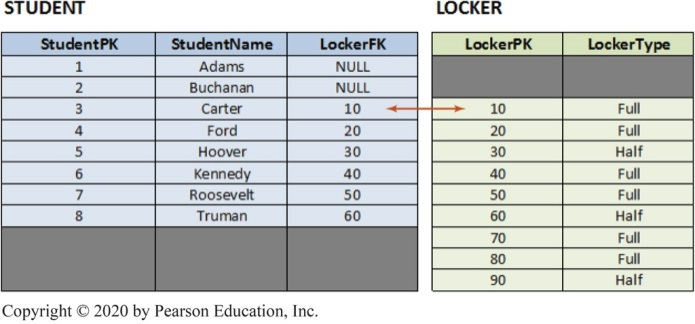 STUDENT LOCKER
StudentPK StudentName LockerFK LockerPK LockerType
1 Adams NULL
2 Buchanan NULL
3 Carter 10 10 Full
4 Ford 20 20 Full
5 Hoover 30 30 Half
6 Kennedy 40 40 Full
7 Roosevelt 50 50 Full
8 Truman 60 60 Half
70 Full
80 Full
90 Half
Copyright © 2020 by Pearson Education, Inc.